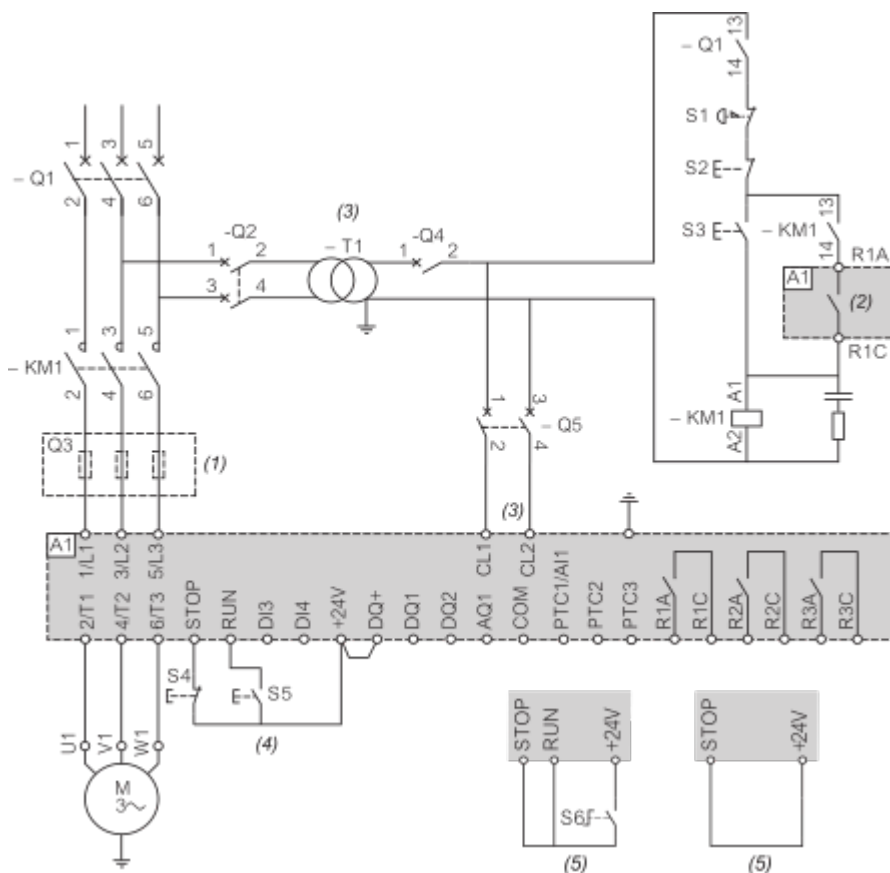 13
– Q1
14
S1
S2
S3
13
– KM1
14
R1A
A1
(2)
R1C
A1
– KM1
A2
1
3
5
– Q1
2
4
6
(3)
-Q2
1
2
3
4
– T1
-Q4
1
2
1
3
5
– KM1
2
4
6
Q3
(1)
1
3
– Q5
2
4
(3)
A1
1/L1
3/L2
5/L3
CL1
CL2
2/T1
4/T2
6/T3
STOP
RUN
DI3
DI4
+24V
DQ+
DQ1
DQ2
AQ1
COM
PTC1/AI1
PTC2
PTC3
R1A
R1C
R2A
R2C
R3A
R3C
S4
S5
(4)
U1
V1
W1
M
3
STOP
RUN
+24V
S6
(5)
STOP
+24V
(5)